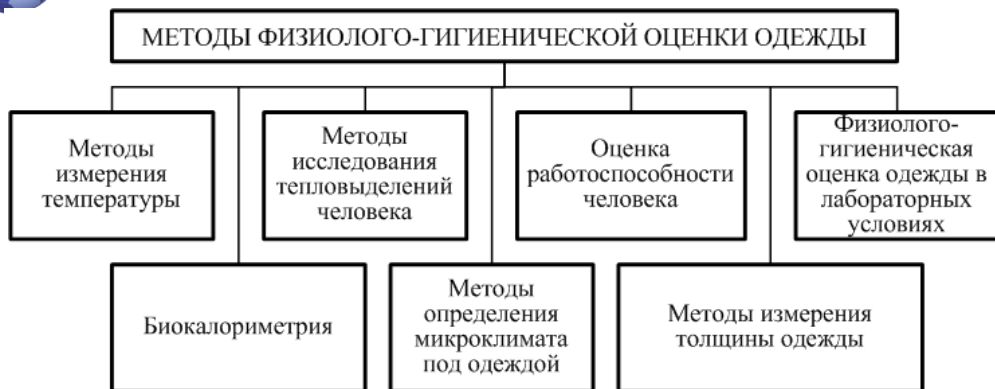 МЕТОДЫ ФИЗИОЛОГО-ГИГИЕНИЧЕСКОЙ ОЦЕНКИ ОДЕЖДЫ
Методы
измерения
температуры
Методы
исследования
тепловыделений
человека
Оценка
работоспособности
человека
Физиолого-
гигиеническая
оценка одежды в
лабораторных
условиях
Биокалориметрия
Методы
определения
микроклимата
под одеждой
Методы измерения
толщины одежды